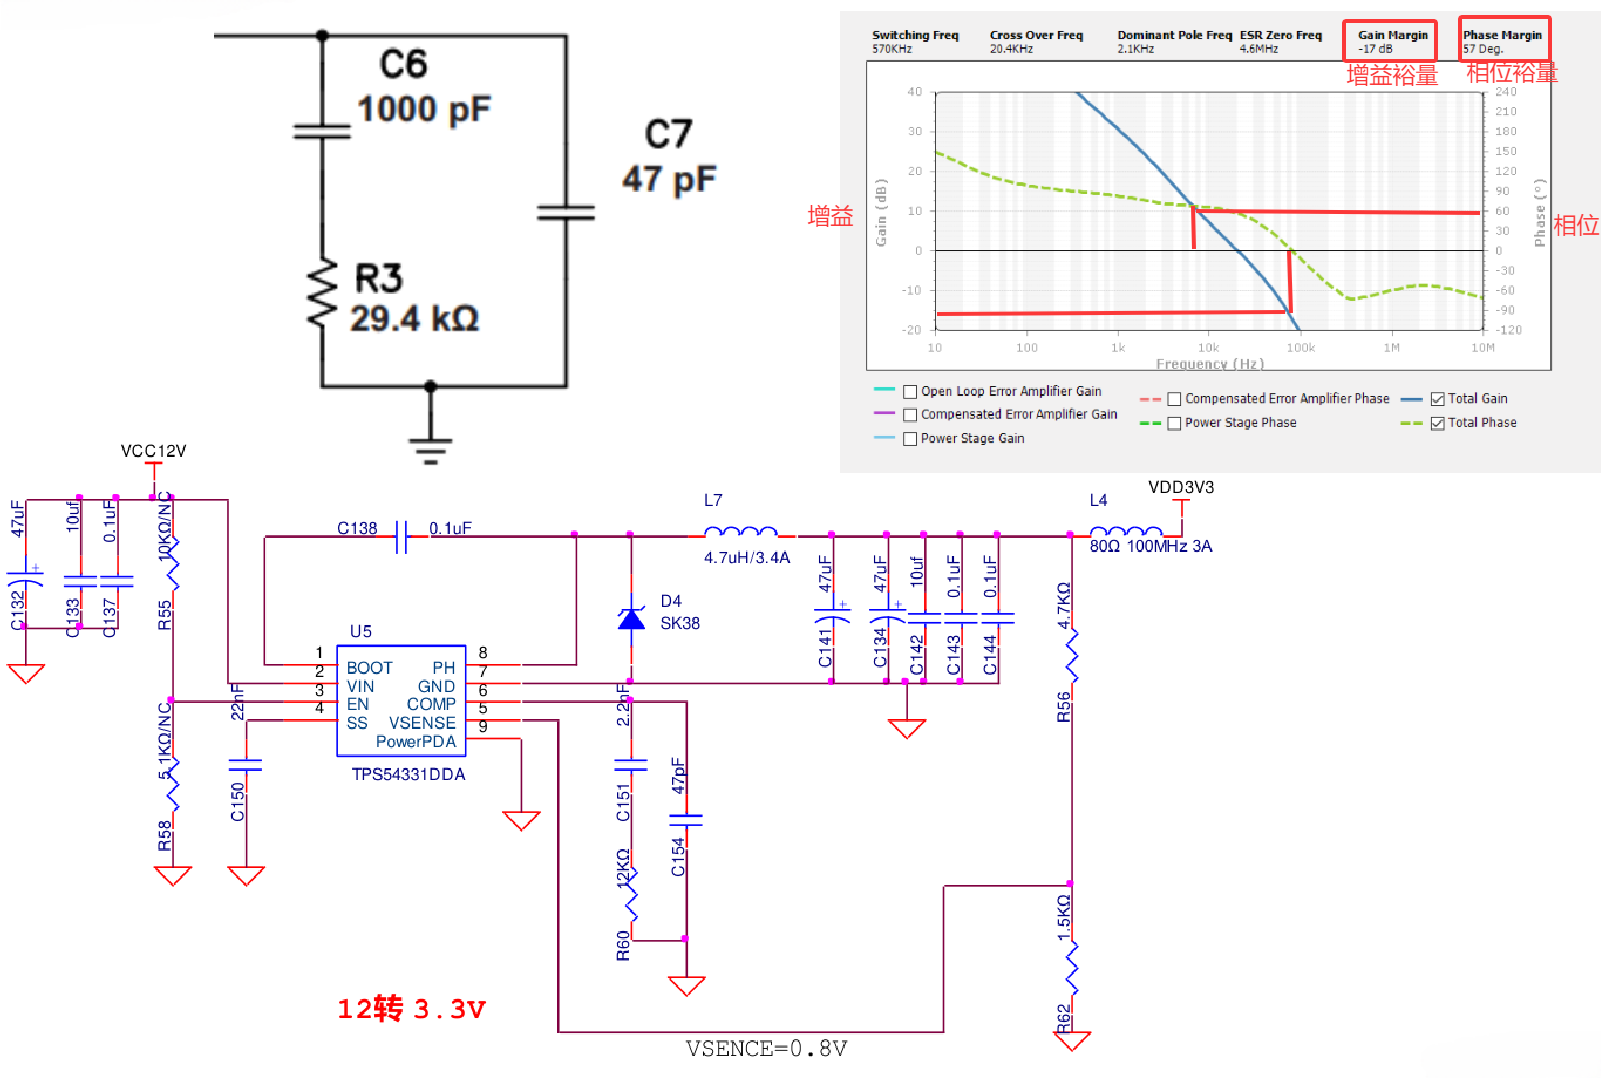 C6
1000 pF
C7
47 pF
R3
29.4 kΩ
Switching Freq
570KHz
Cross Over Freq
20.4KHz
Dominant Pole Freq
2.1KHz
ESR Zero Freq
4.6MHz
Gain Margin
-17 dB
Phase Margin
57 Deg.
增益裕量
相位裕量
40
30
20
10
0
-10
-20
240
210
180
150
120
90
60
30
0
-30
-60
-90
-120
10
100
1k
10k
100k
1M
10M
增益
Gain (dB)
Phase (°)
相位
Frequency (Hz)
Open Loop Error Amplifier Gain
Compensated Error Amplifier Gain
Power Stage Gain
Compensated Error Amplifier Phase
Power Stage Phase
Total Gain
Total Phase
VCC12V
47uF
C132
10uf
C133
0.1uF
C137
10KΩ/NC
R55
5.1KΩ/NC
R58
22nF
C150
C138
0.1uF
U5
1
2
3
4
BOOT
VIN
EN
SS
PH
GND
COMP
VSENSE
PowerPDA
8
7
6
5
9
TPS54331DDA
D4
SK38
L7
4.7uH/3.4A
47uF
C141
47uF
C134
10uf
C142
0.1uF
C143
0.1uF
C144
L4
80Ω 100MHz 3A
VDD3V3
4.7KΩ
R56
1.5KΩ
R62
2.2nF
C151
12KΩ
R60
47pF
C154
12转 3.3V
VSENCE=0.8V